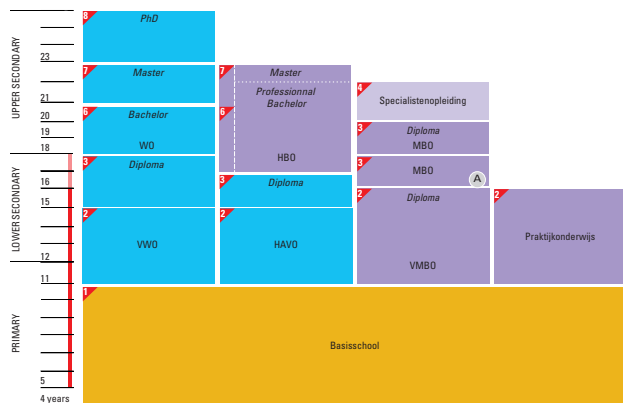 UPPER SECONDARY
LOWER SECONDARY
PRIMARY
23
21
20
19
18
16
15
12
11
5
4 years
8
PhD
7
Master
6
Bachelor
WO
3
Diploma
2
VWO
7
Master
Professionnal
Bachelor
6
HBO
3
Diploma
2
HAVO
4
Specialistenopleiding
3
Diploma
MBO
3
MBO
A
2
Diploma
VMBO
2
Praktijkonderwijs
1
Basisschool